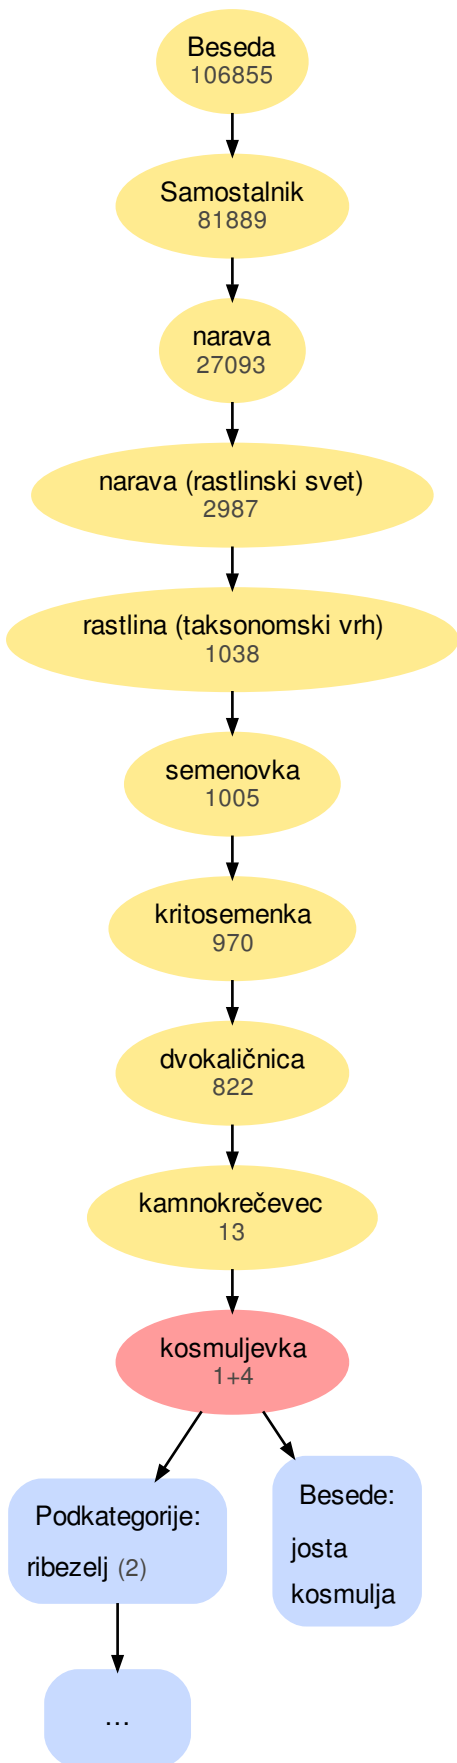 Beseda
106855
Samostalnik
81889
narava
27093
narava (rastlinski svet)
2987
rastlina (taksonomski vrh)
1038
semenovka
1005
kritosemenka
970
dvokaličnica
822
kamnokrečevec
13
kosmuljevka
1+4
Podkategorije:
ribezelj (2)
Besede:
josta
kosmulja
...